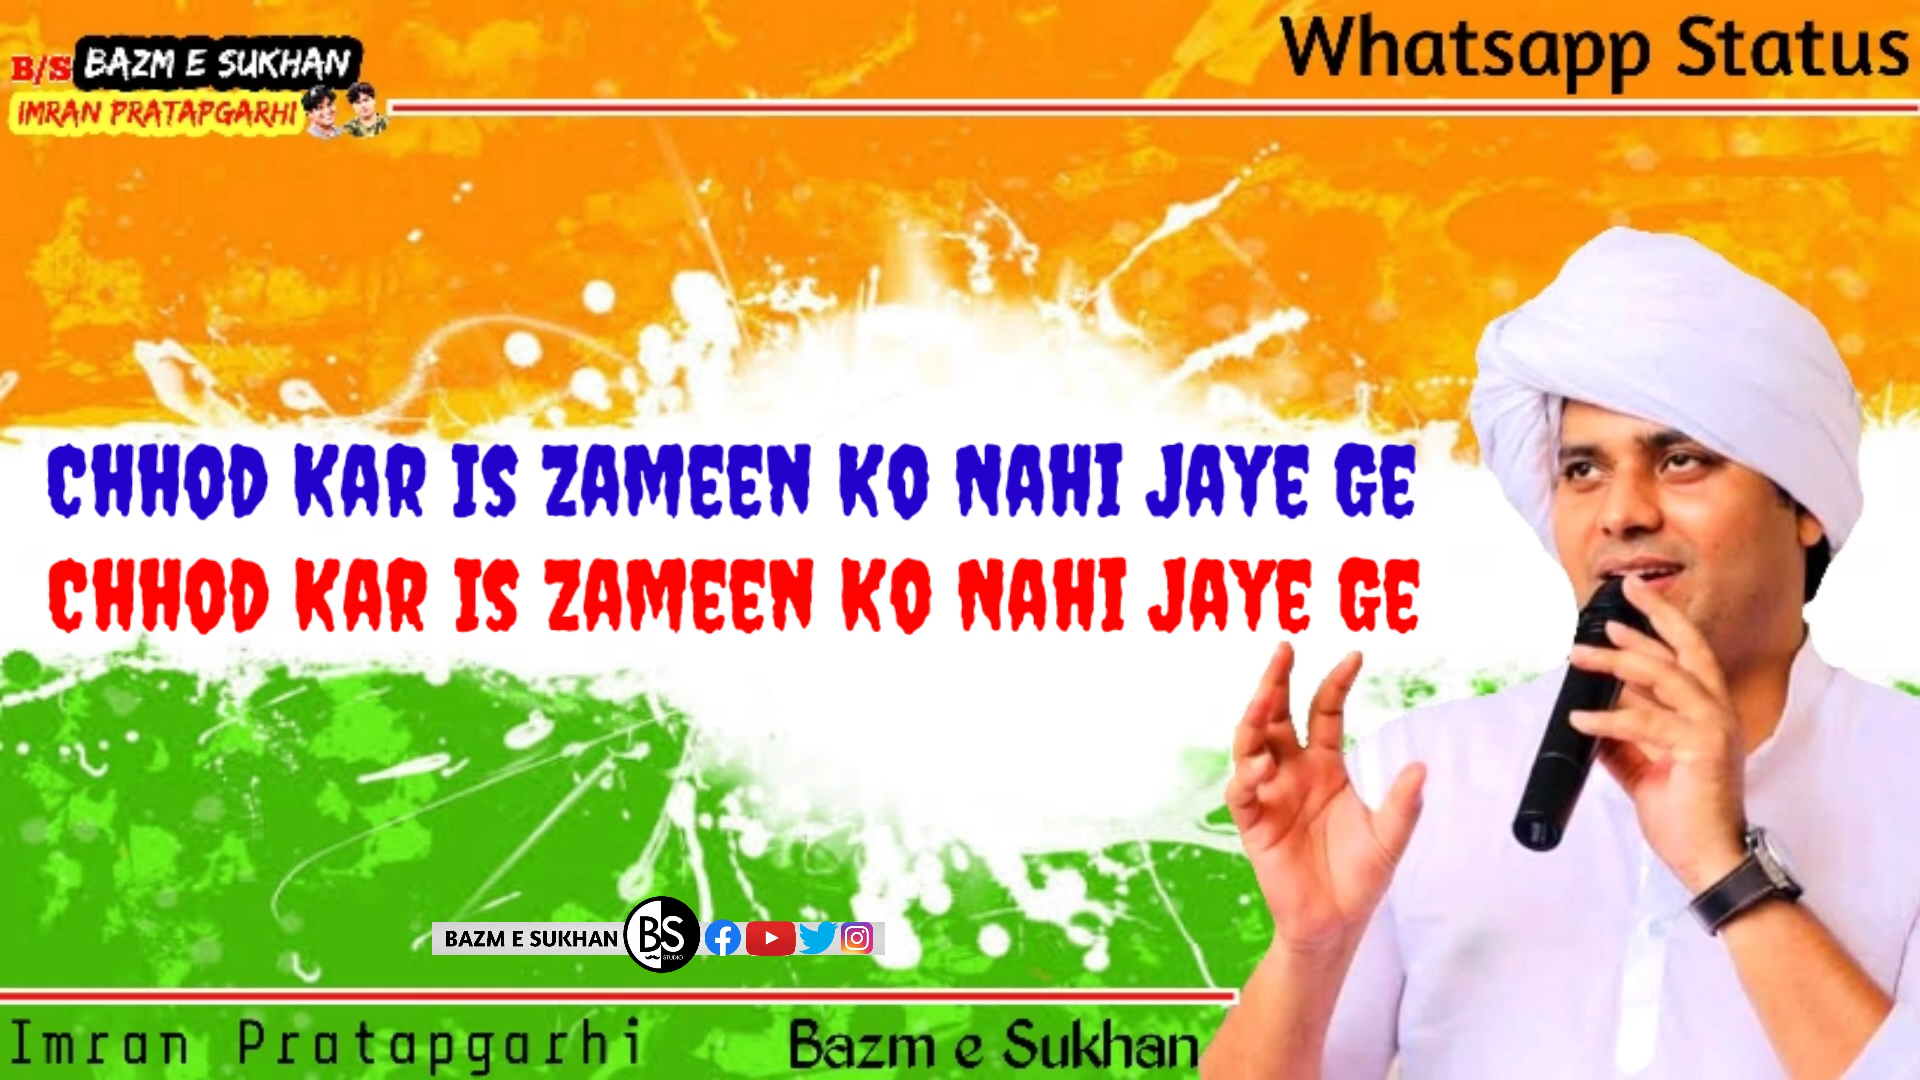 Whatsapp Status
B/S BAZM E SUKHAN
IMRAN PRATAPGARHI
CHHOD KAR IS ZAMEEN KO NAHI JAYE GE
CHHOD KAR IS ZAMEEN KO NAHI JAYE GE
BAZM E SUKHAN BS STUDIO
Imran Pratapgarhi Bazm e Sukhan